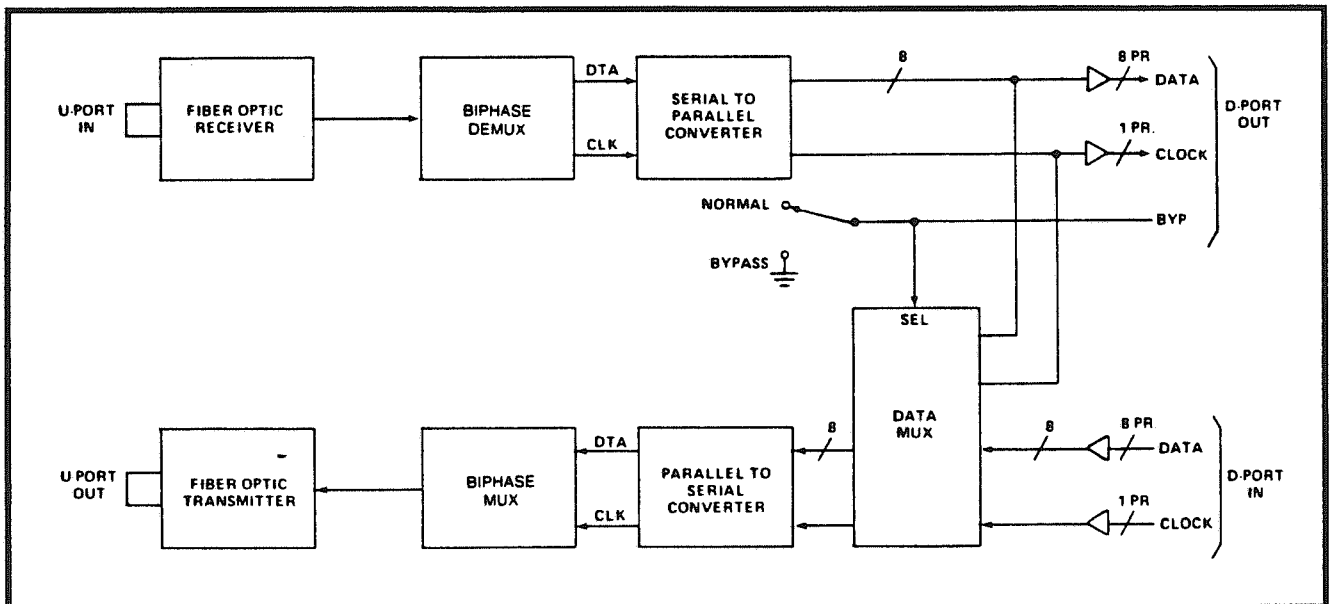 U-PORT
IN
FIBER OPTIC
RECEIVER
BIPHASE
DEMUX
DTA
CLK
SERIAL TO
PARALLEL
CONVERTER
8
8 PR
DATA
1 PR.
CLOCK
D-PORT
OUT
NORMAL
BYP
BYPASS
SEL
DATA
MUX
U PORT
OUT
FIBER OPTIC
TRANSMITTER
BIPHASE
MUX
DTA
CLK
PARALLEL TO
SERIAL
CONVERTER
8
8
8 PR.
DATA
1 PR
CLOCK
D-PORT
IN